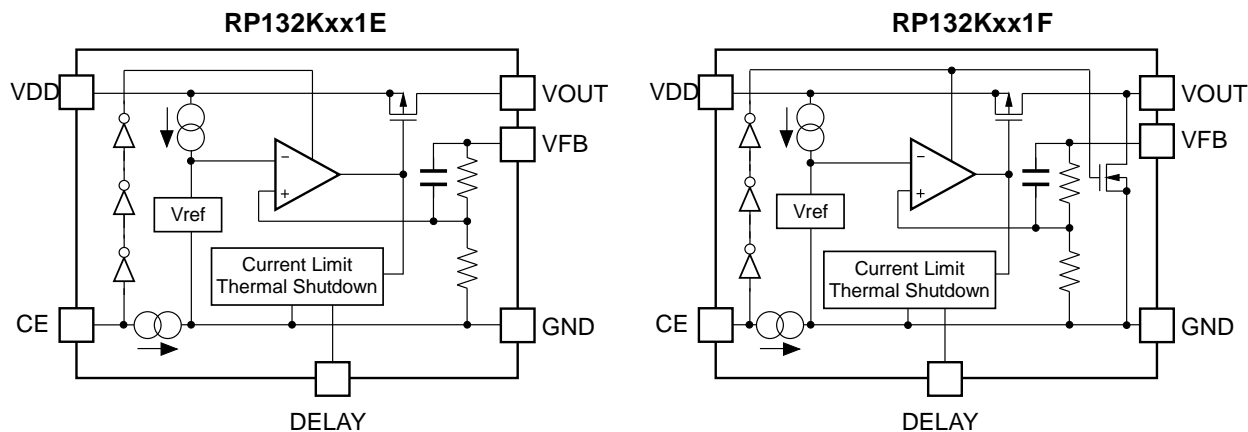 RP132Kxx1E
VDD
VOUT
VFB
−
+
Vref
Current Limit
Thermal Shutdown
CE
GND
DELAY
RP132Kxx1F
VDD
VOUT
VFB
−
+
Vref
Current Limit
Thermal Shutdown
CE
GND
DELAY